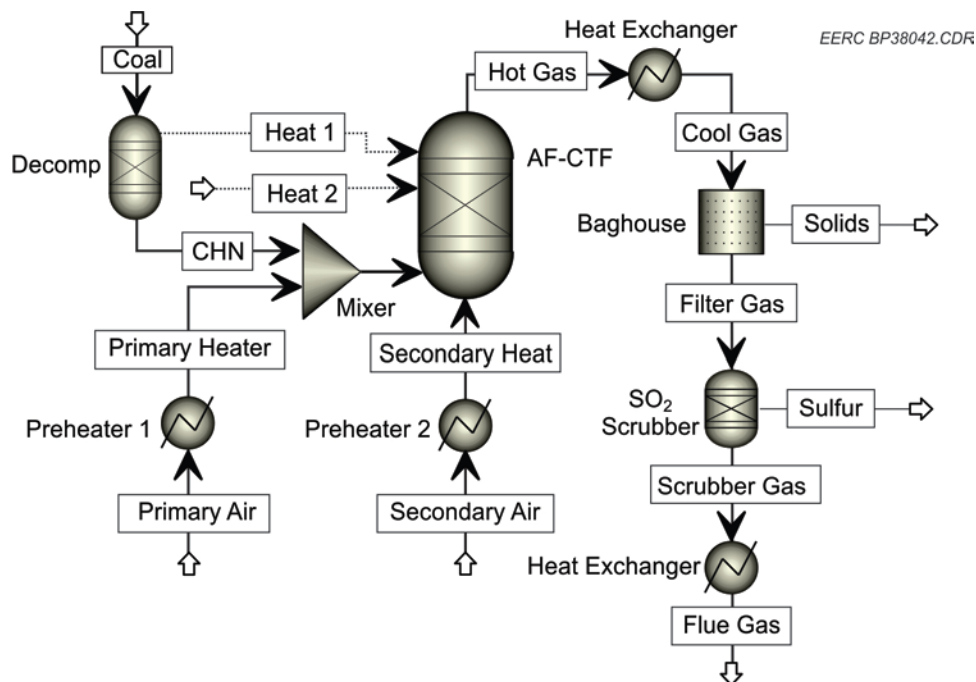 EERC BP38042.CDR
Heat Exchanger
Coal
Hot Gas
Decomp
Heat 1
AF-CTF
Cool Gas
Heat 2
Baghouse
Solids
CHN
Mixer
Filter Gas
Primary Heater
Secondary Heat
SO₂
Scrubber
Sulfur
Preheater 1
Preheater 2
Scrubber Gas
Primary Air
Secondary Air
Heat Exchanger
Flue Gas